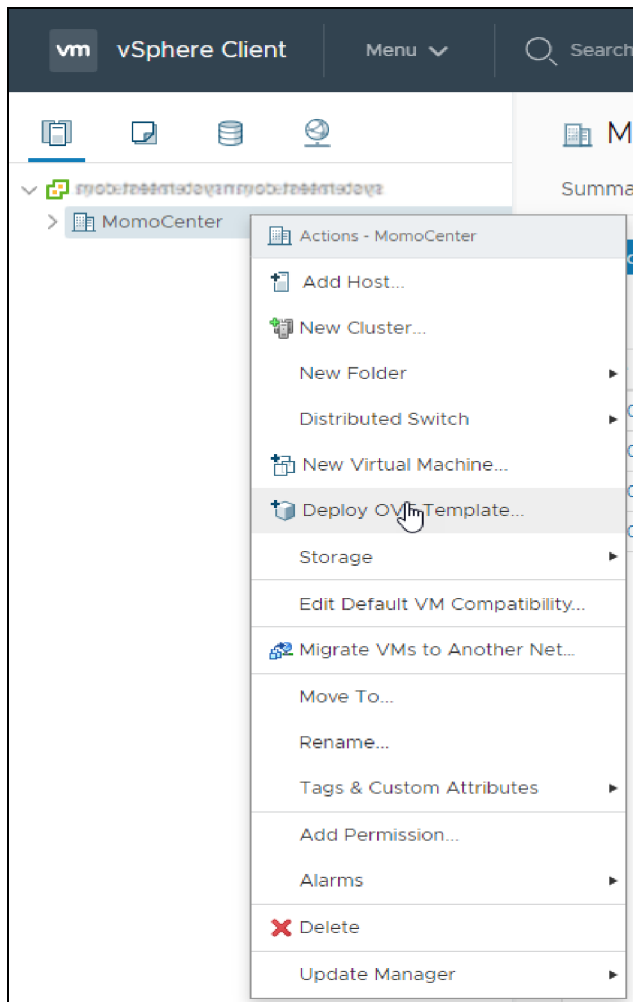 vm vSphere Client Menu Search
M
Summa
MomoCenter
Actions - MomoCenter
Add Host...
New Cluster...
New Folder
Distributed Switch
New Virtual Machine...
Deploy OVF Template...
Storage
Edit Default VM Compatibility...
Migrate VMs to Another Net...
Move To...
Rename...
Tags & Custom Attributes
Add Permission...
Alarms
Delete
Update Manager